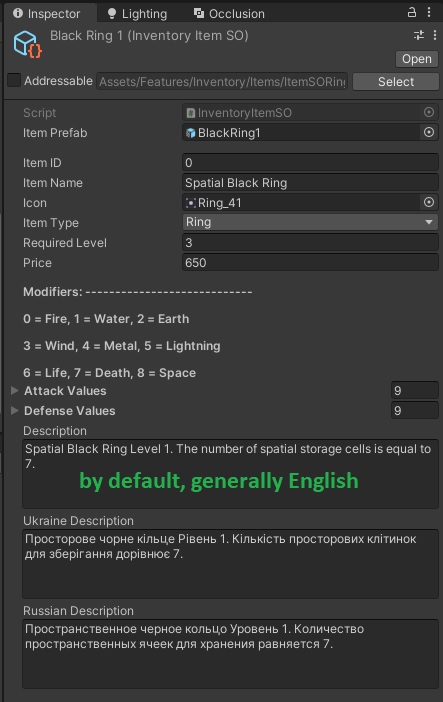 Inspector Lighting Occlusion
Black Ring 1 (Inventory Item SO)
Open
Addressable Assets/Features/Inventory/Items/ItemSORing Select
Script InventoryItemSO
Item Prefab BlackRing1
Item ID 0
Item Name Spatial Black Ring
Icon Ring_41
Item Type Ring
Required Level 3
Price 650
Modifiers: ----------------------------
0 = Fire, 1 = Water, 2 = Earth
3 = Wind, 4 = Metal, 5 = Lightning
6 = Life, 7 = Death, 8 = Space
Attack Values 9
Defense Values 9
Description
Spatial Black Ring Level 1. The number of spatial storage cells is equal to
7.
by default, generally English
Ukraine Description
Просторове чорне кільце Рівень 1. Кількість просторових клітинок
для зберігання дорівнює 7.
Russian Description
Пространственное черное кольцо Уровень 1. Количество
пространственных ячеек для хранения равняется 7.